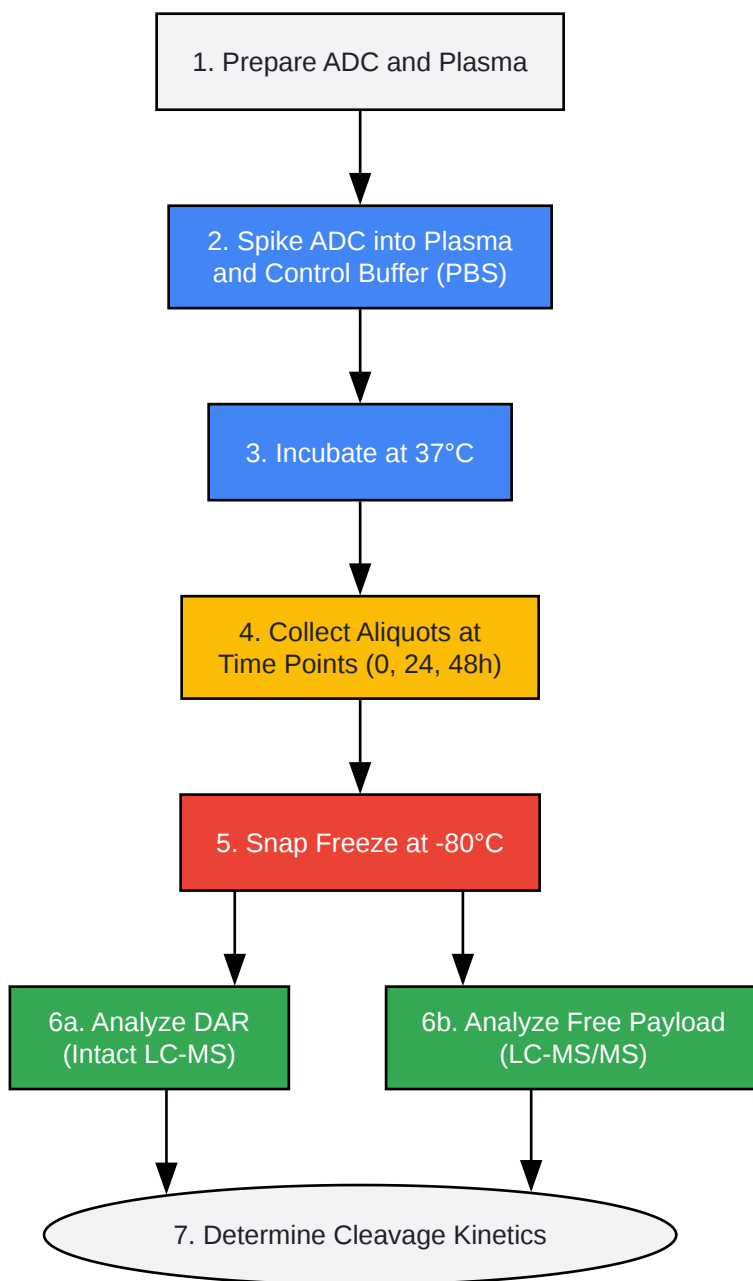 1. Prepare ADC and Plasma
2. Spike ADC into Plasma
and Control Buffer (PBS)
3. Incubate at 37°C
4. Collect Aliquots at
Time Points (0, 24, 48h)
5. Snap Freeze at -80°C
6a. Analyze DAR
(Intact LC-MS)
6b. Analyze Free Payload
(LC-MS/MS)
7. Determine Cleavage Kinetics